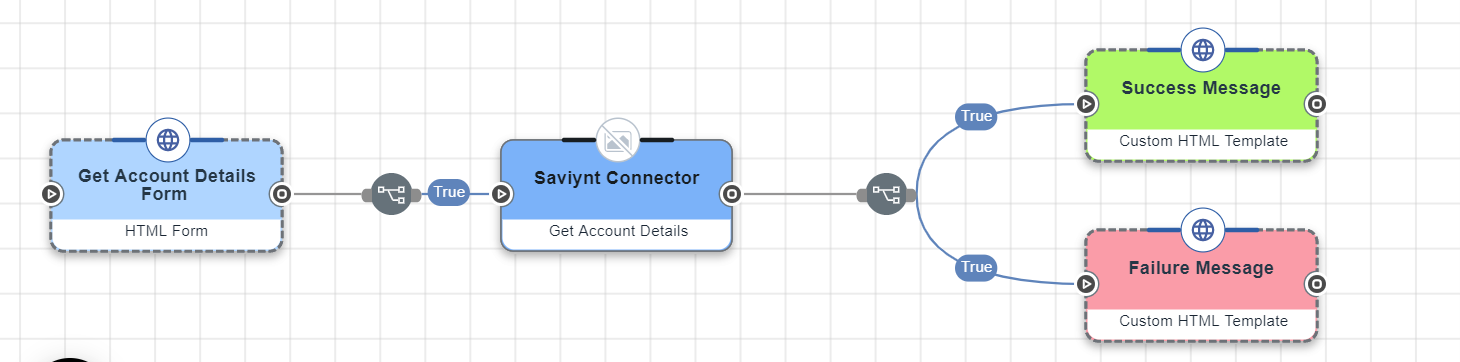 Get Account Details
Form
HTML Form
True
Saviynt Connector
Get Account Details
True
Success Message
Custom HTML Template
True
Failure Message
Custom HTML Template